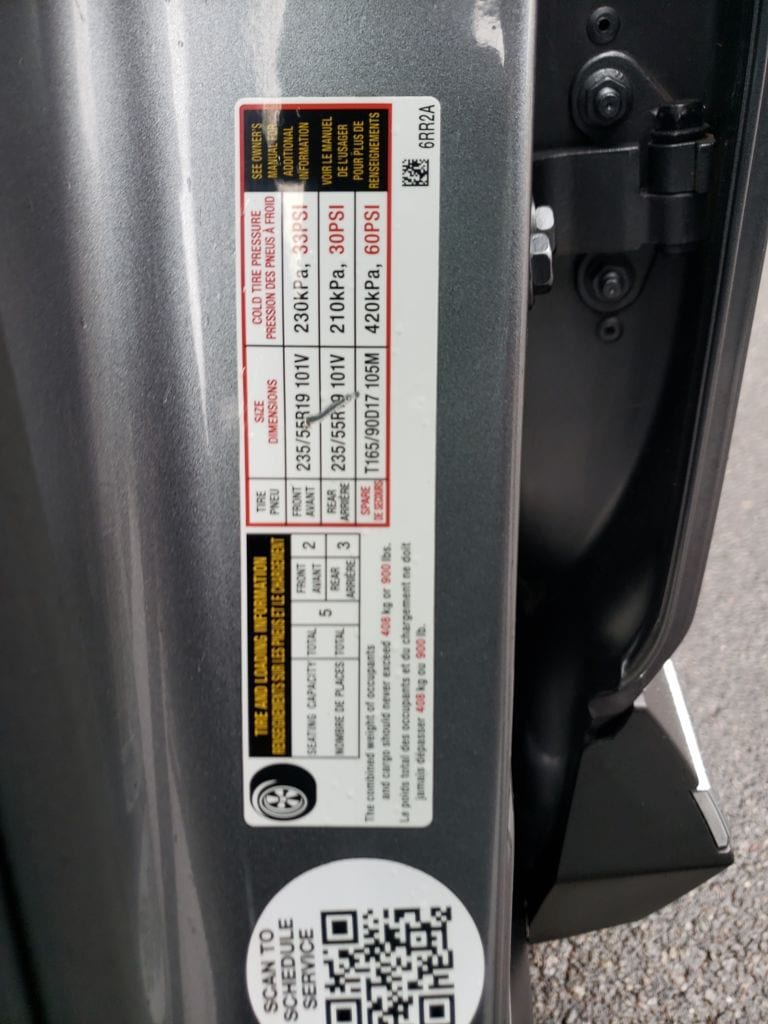 TIRE AND LOADING INFORMATION
RENSEIGNEMENTS SUR LES PNEUS ET LE CHARGEMENT
SEATING CAPACITY TOTAL 5 FRONT AVANT 2
NOMBRE DE PLACES TOTAL REAR ARRIÈRE 3
The combined weight of occupants
and cargo should never exceed 408 kg or 900 lbs.
Le poids total des occupants et du chargement ne doit
jamais dépasser 408 kg ou 900 lb.
TIRE PNEU SIZE DIMENSIONS COLD TIRE PRESSURE PRESSION DES PNEUS À FROID
FRONT AVANT 235/55R19 101V 230kPa, 33PSI
REAR ARRIÈRE 235/55R19 101V 210kPa, 30PSI
SPARE DE SECOURS T165/90D17 105M 420kPa, 60PSI
SEE OWNER'S
MANUAL FOR
ADDITIONAL
INFORMATION
VOIR LE MANUEL
DE L'USAGER
POUR PLUS DE
RENSEIGNEMENTS
6RR2A
SCAN TO
SCHEDULE
SERVICE